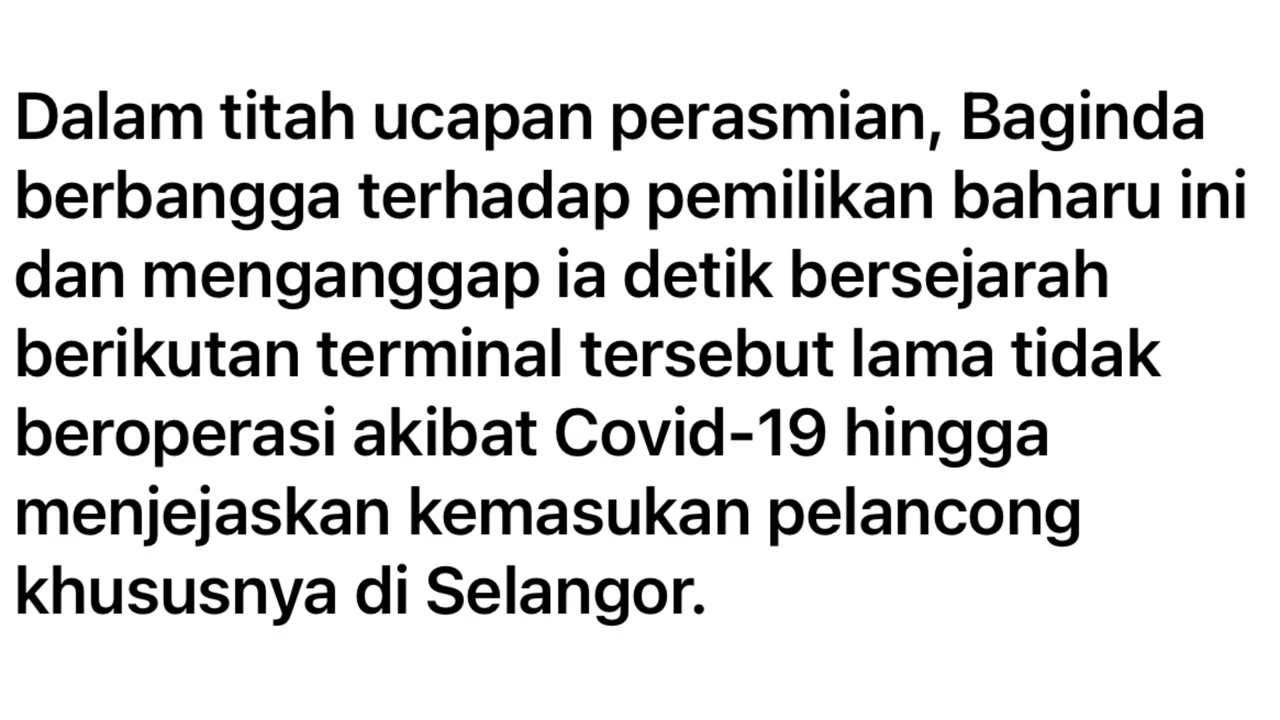 Dalam titah ucapan perasmian, Baginda
berbangga terhadap pemilikan baharu ini
dan menganggap ia detik bersejarah
berikutan terminal tersebut lama tidak
beroperasi akibat Covid-19 hingga
menjejaskan kemasukan pelancong
khususnya di Selangor.